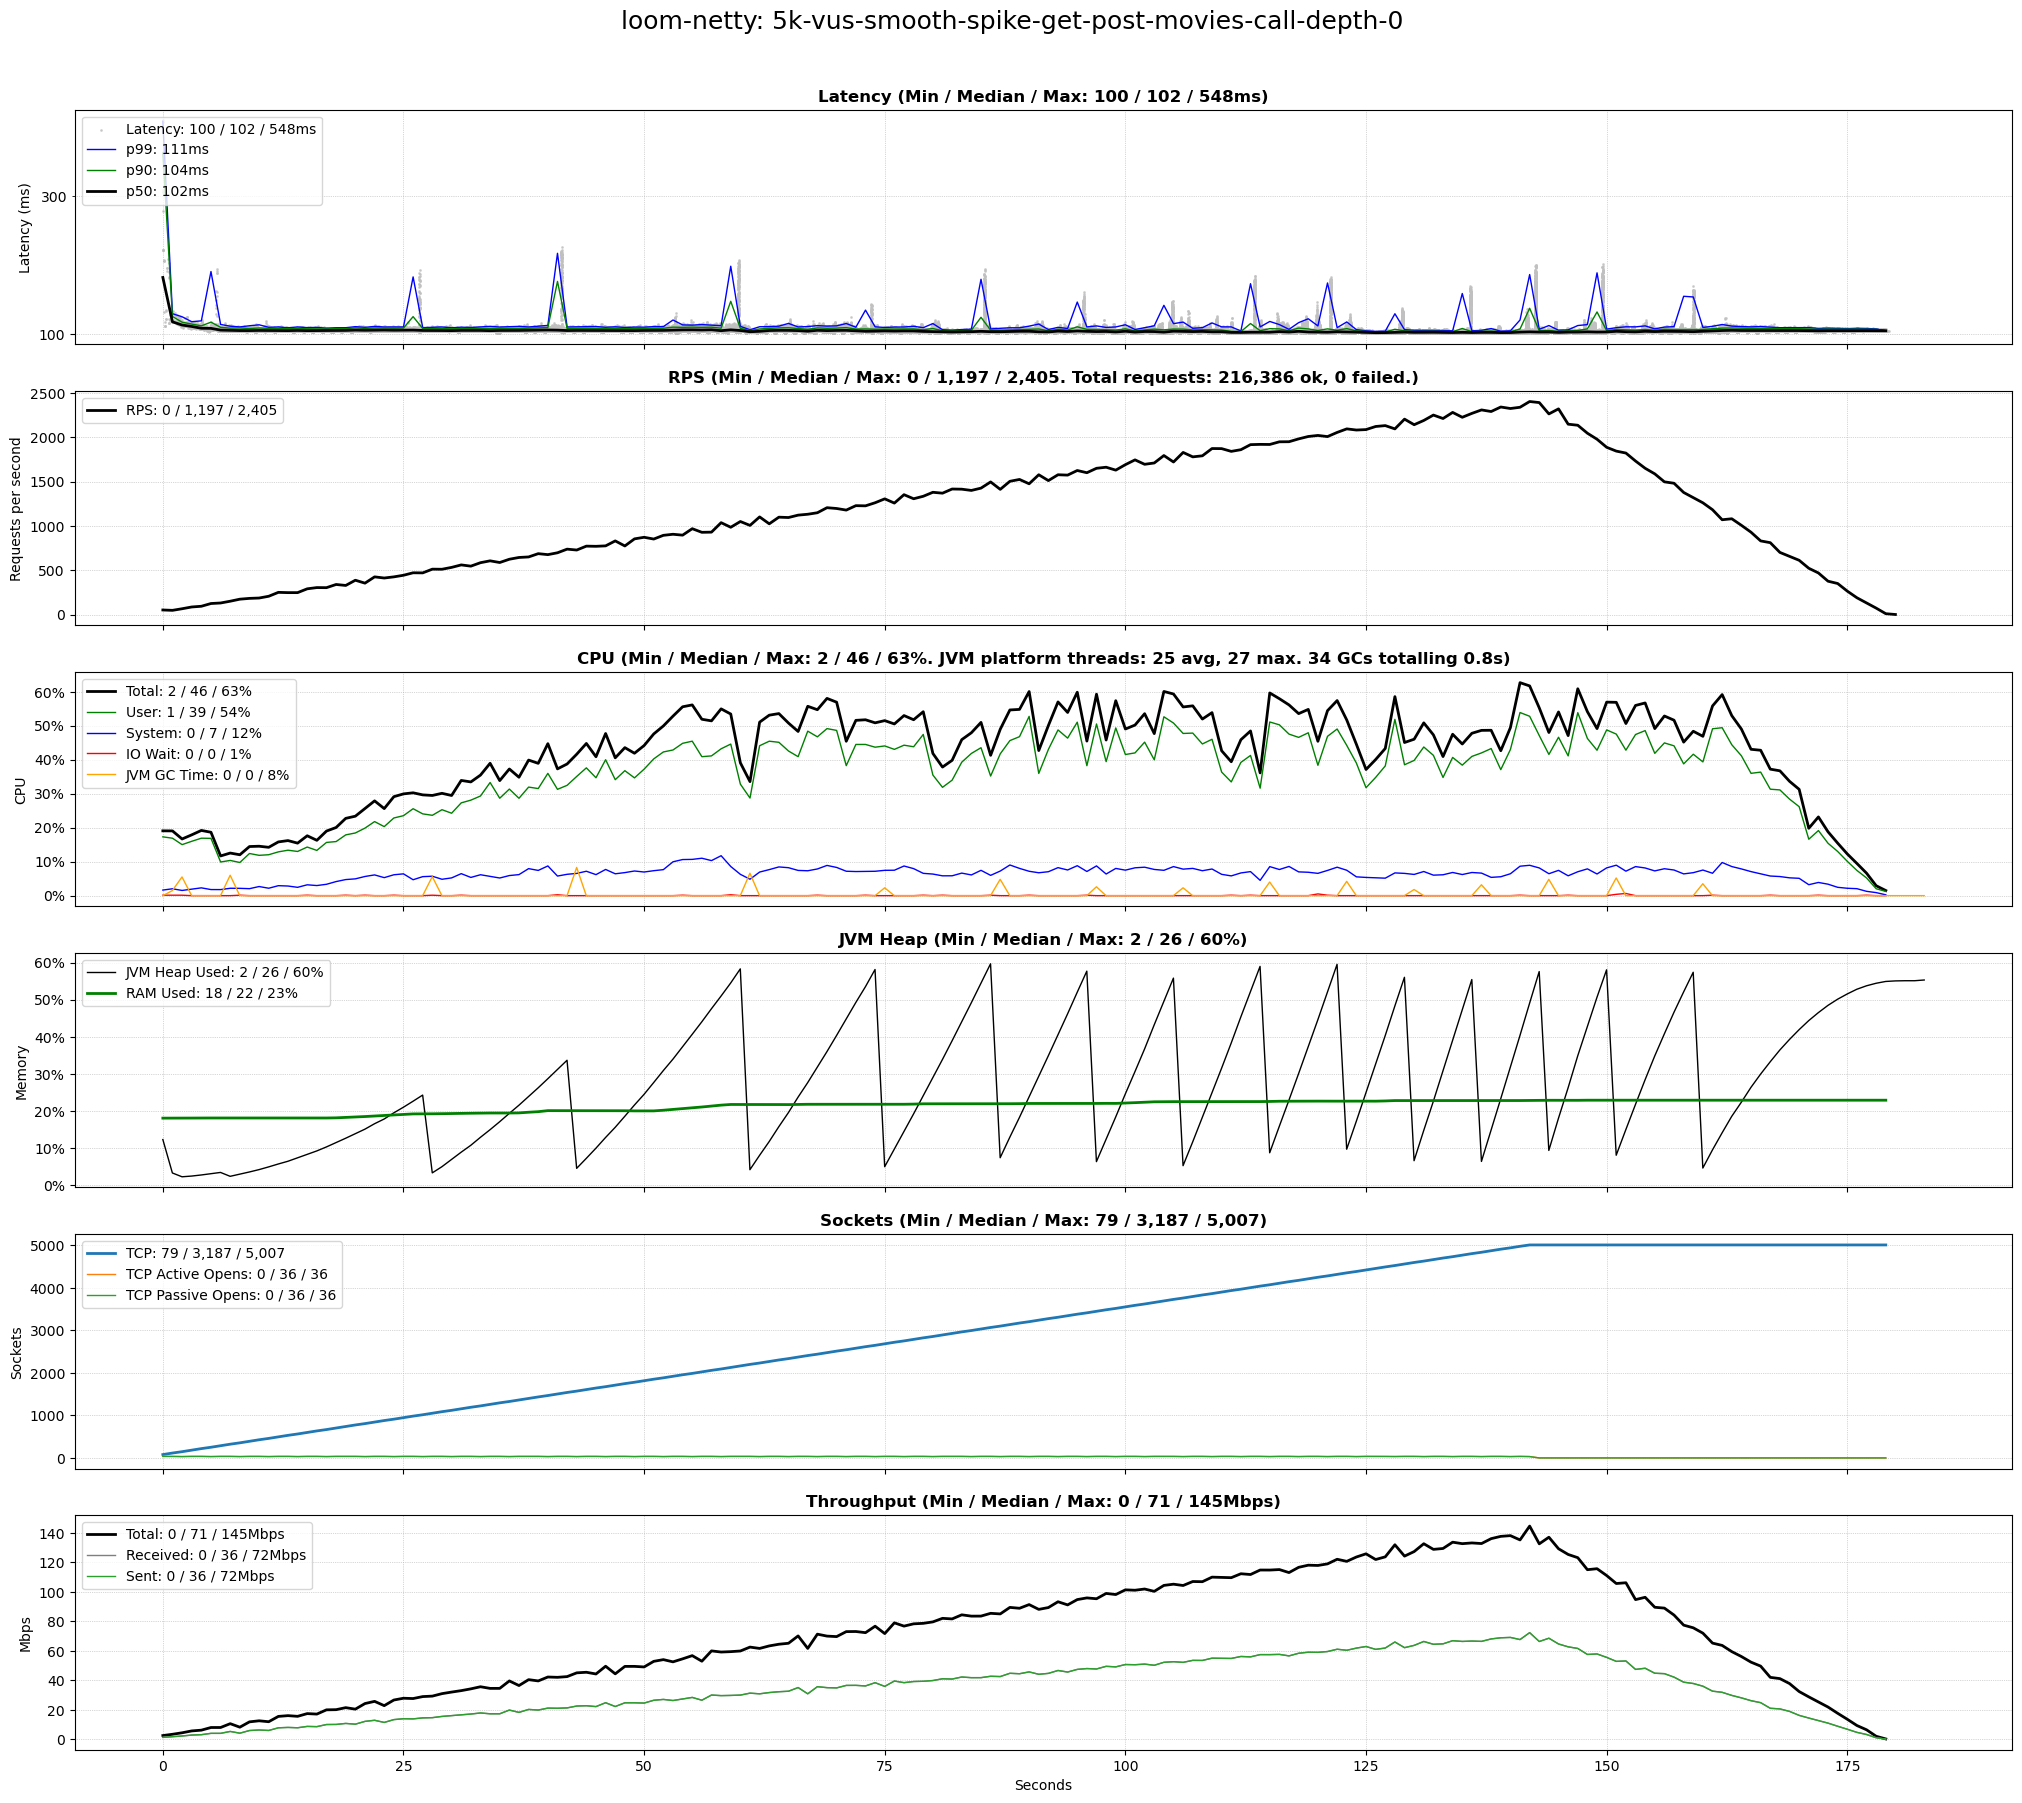 loom-netty: 5k-vus-smooth-spike-get-post-movies-call-depth-0
Latency (Min / Median / Max: 100 / 102 / 548ms)
Latency: 100 / 102 / 548ms
p99: 111ms
p90: 104ms
p50: 102ms
Latency (ms)
300
100
RPS (Min / Median / Max: 0 / 1,197 / 2,405. Total requests: 216,386 ok, 0 failed.)
RPS: 0 / 1,197 / 2,405
Requests per second
2500
2000
1500
1000
500
0
CPU (Min / Median / Max: 2 / 46 / 63%. JVM platform threads: 25 avg, 27 max. 34 GCs totalling 0.8s)
Total: 2 / 46 / 63%
User: 1 / 39 / 54%
System: 0 / 7 / 12%
IO Wait: 0 / 0 / 1%
JVM GC Time: 0 / 0 / 8%
CPU
60%
50%
40%
30%
20%
10%
0%
JVM Heap (Min / Median / Max: 2 / 26 / 60%)
JVM Heap Used: 2 / 26 / 60%
RAM Used: 18 / 22 / 23%
Memory
60%
50%
40%
30%
20%
10%
0%
Sockets (Min / Median / Max: 79 / 3,187 / 5,007)
TCP: 79 / 3,187 / 5,007
TCP Active Opens: 0 / 36 / 36
TCP Passive Opens: 0 / 36 / 36
Sockets
5000
4000
3000
2000
1000
0
Throughput (Min / Median / Max: 0 / 71 / 145Mbps)
Total: 0 / 71 / 145Mbps
Received: 0 / 36 / 72Mbps
Sent: 0 / 36 / 72Mbps
Mbps
140
120
100
80
60
40
20
0
0 25 50 75 100 125 150 175
Seconds